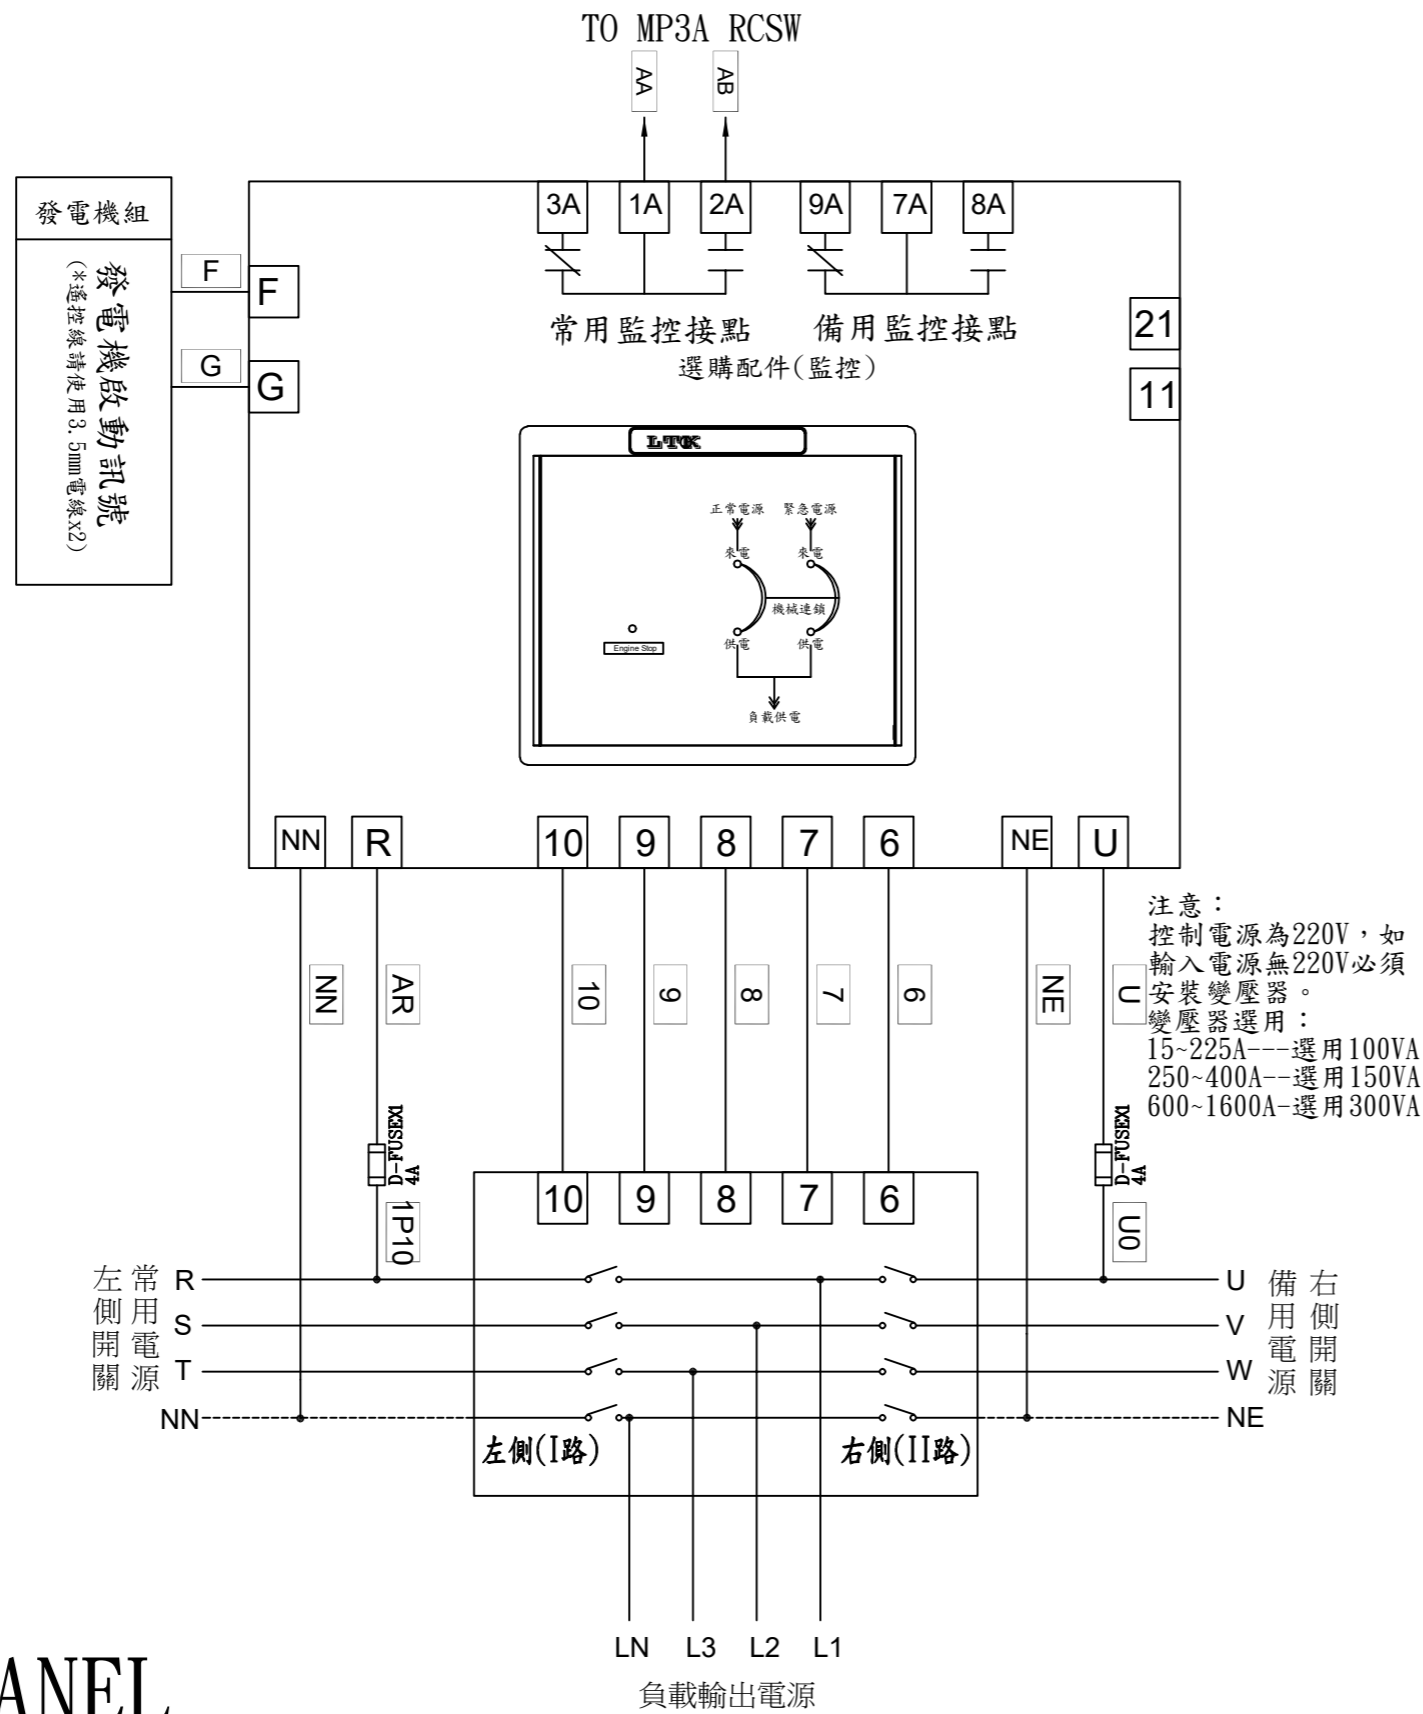 TO MP3A RCSW
AA
AB
3A
1A
2A
9A
7A
8A
常用監控接點
備用監控接點
選購配件(監控)
發電機組
發電機啟動訊號
(*遙控線請使用3.5mm電線x2)
F
F
G
G
21
11
LTOK
正常電源
緊急電源
來電
來電
機械連鎖
供電
供電
負載供電
Engine Stop
NN
R
10
9
8
7
6
NE
U
NN
AR
10
9
8
7
6
NE
U
注意：
控制電源為220V，如
輸入電源無220V必須
安裝變壓器。
變壓器選用：
15~225A---選用100VA
250~400A--選用150VA
600~1600A-選用300VA
D-FUSEX1
4A
D-FUSEX1
4A
1P10
U0
10
9
8
7
6
常用電源
左側開關
R
S
T
NN
U
V
W
NE
右側開關
備用電源
左側(I路)
右側(II路)
LN
L3
L2
L1
負載輸出電源
ANEL